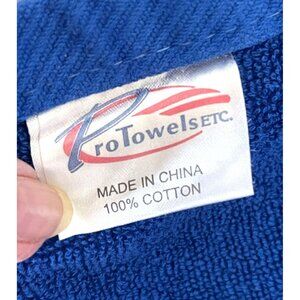 ProTowels ETC.
MADE IN CHINA
100% COTTON